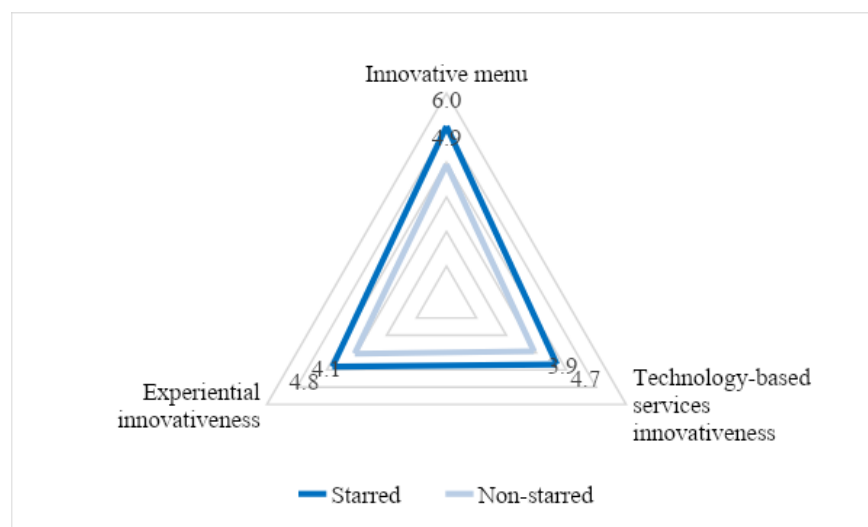 Innovative menu
6.0
4.9
4.1
4.8
3.9
4.7
Experiential
innovativeness
Technology-based
services
innovativeness
Starred
Non-starred